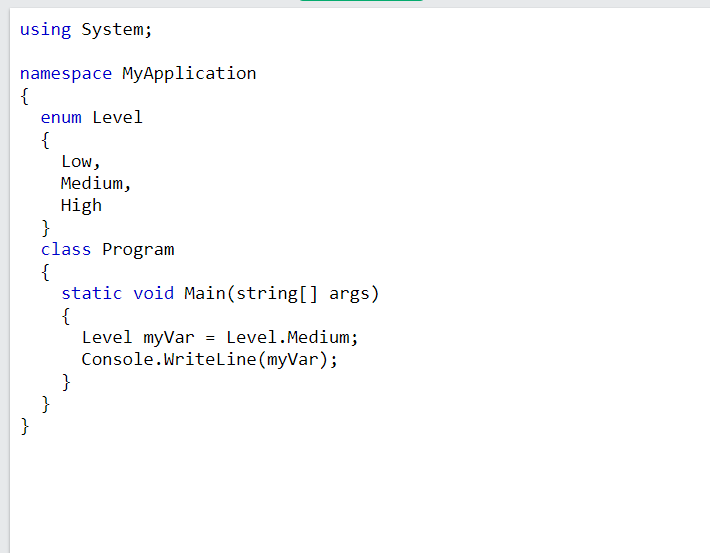 using System;

namespace MyApplication
{
  enum Level
  {
    Low,
    Medium,
    High
  }
  class Program
  {
    static void Main(string[] args)
    {
      Level myVar = Level.Medium;
      Console.WriteLine(myVar);
    }
  }
}